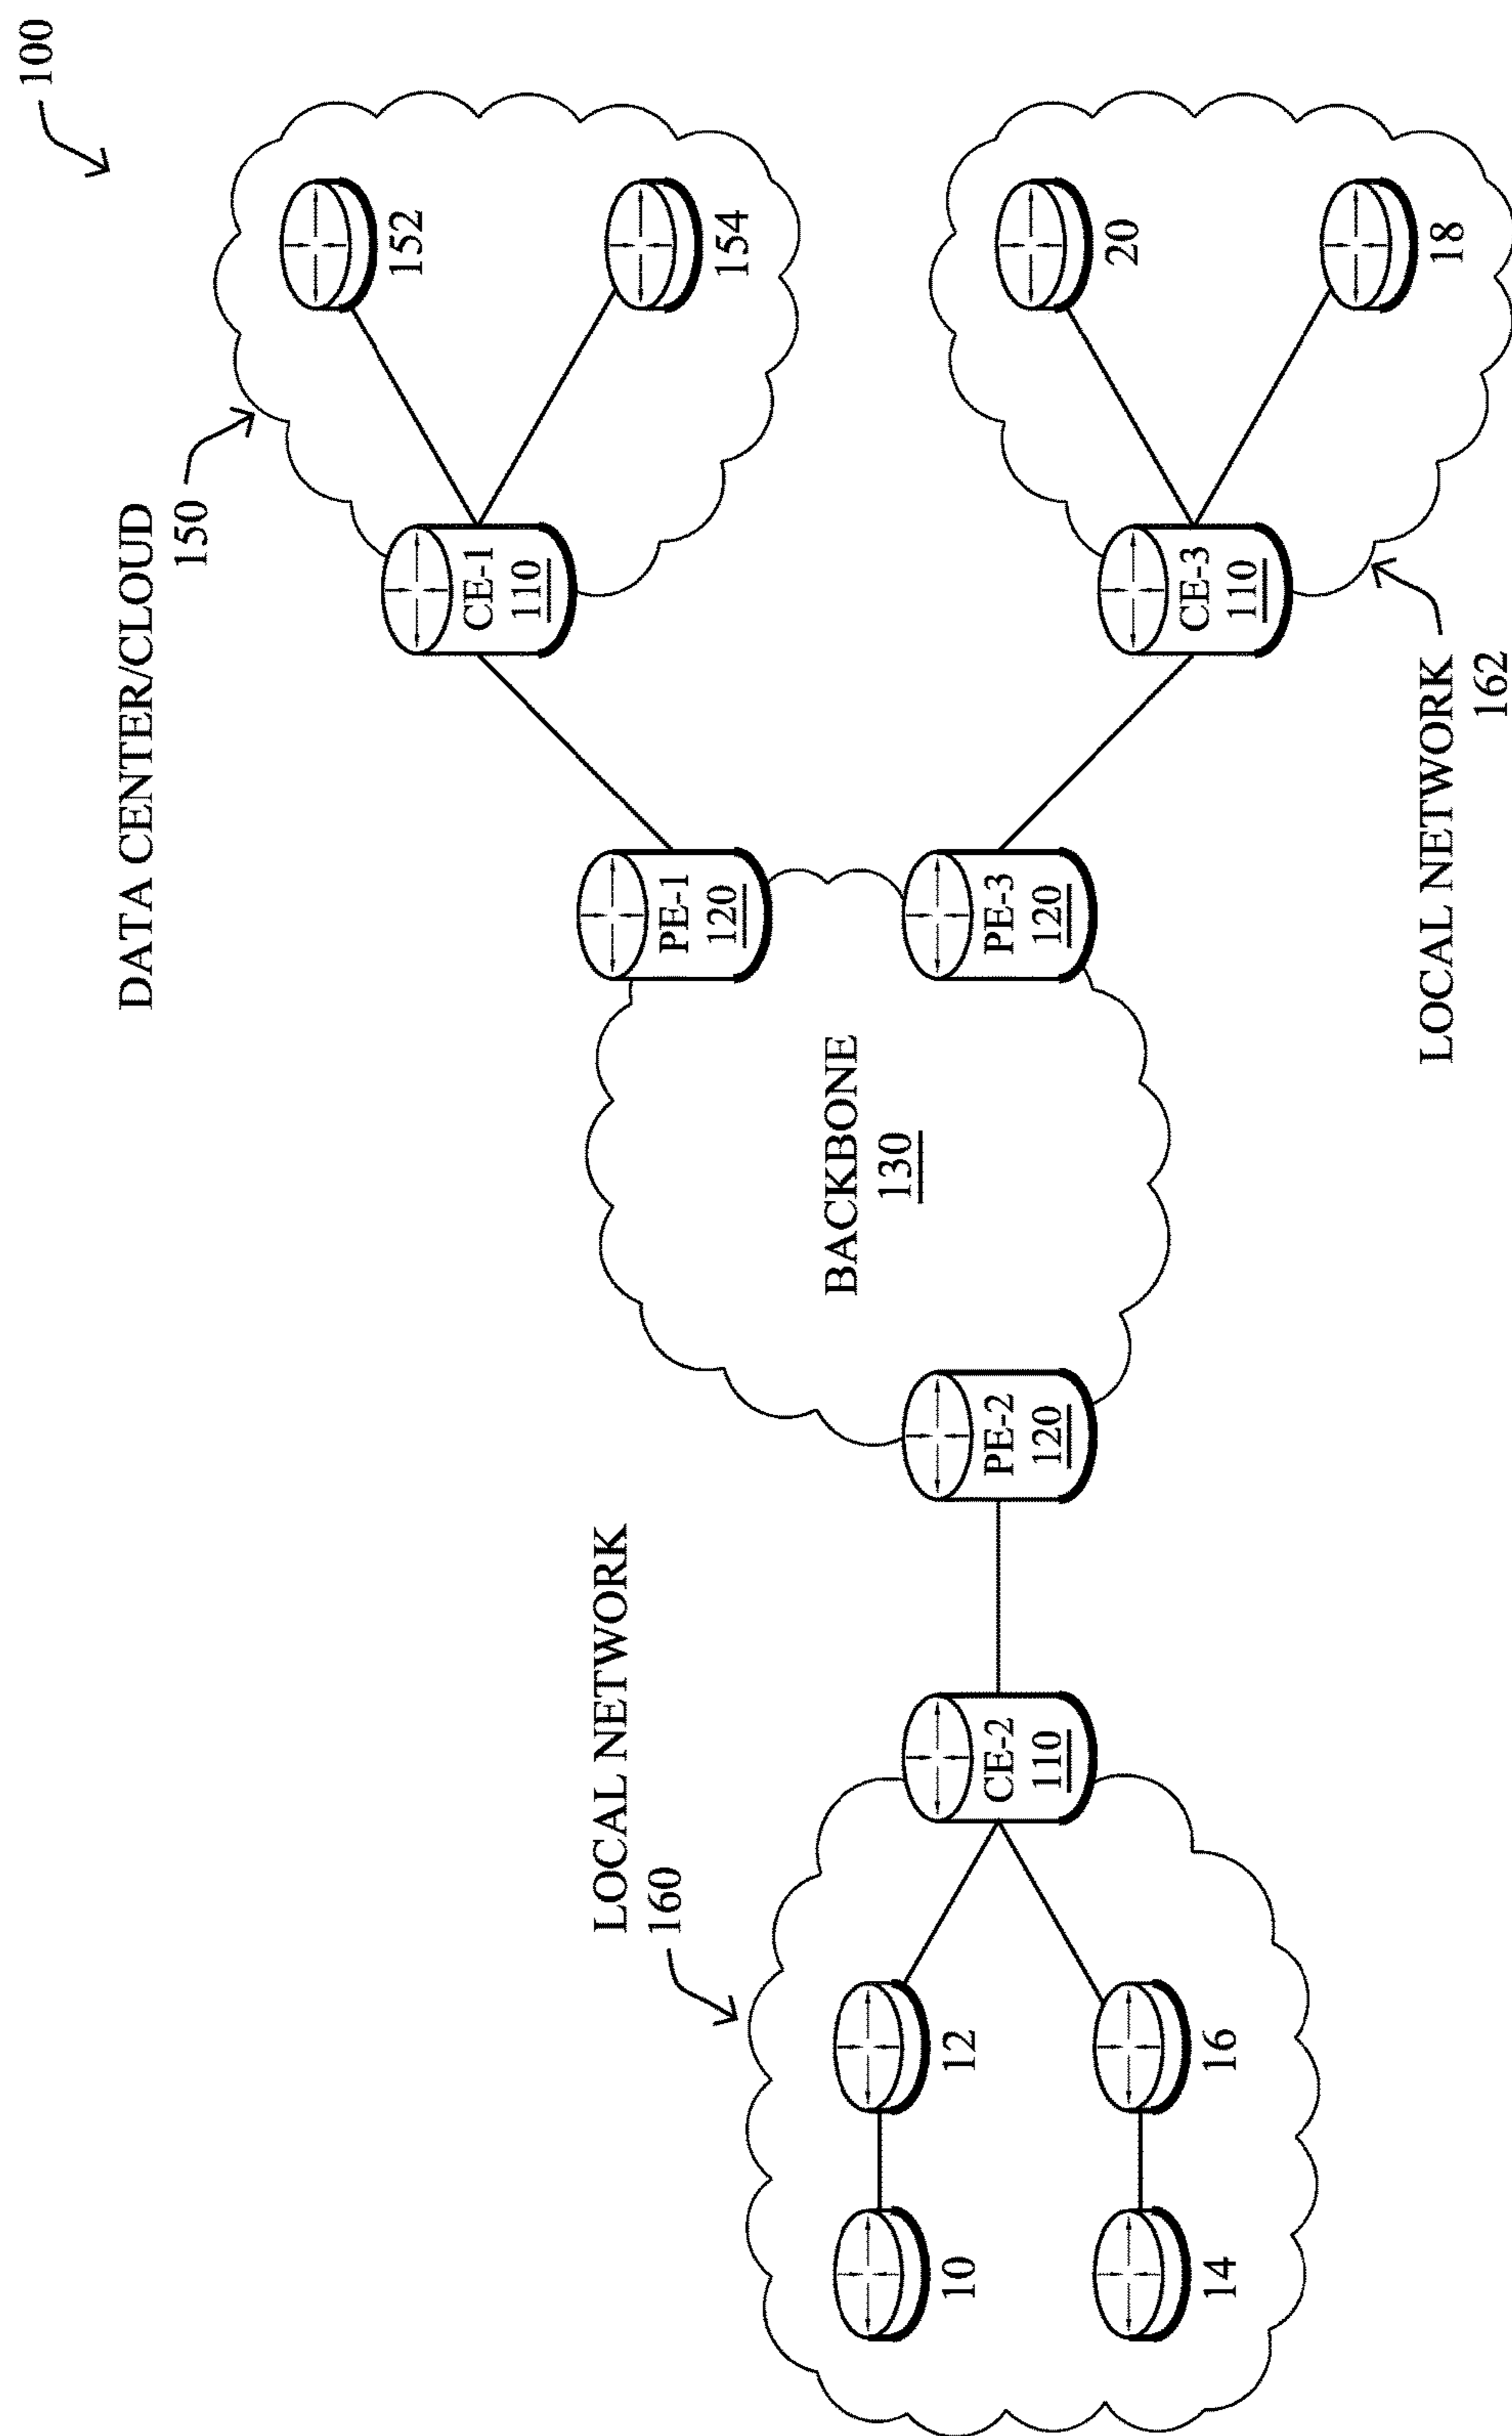 100
DATA CENTER/CLOUD
150
152
154
CE-1
110
PE-1
120
LOCAL NETWORK
160
BACKBONE
130
10
12
CE-2
110
PE-2
120
PE-3
120
14
16
CE-3
110
20
18
LOCAL NETWORK
162